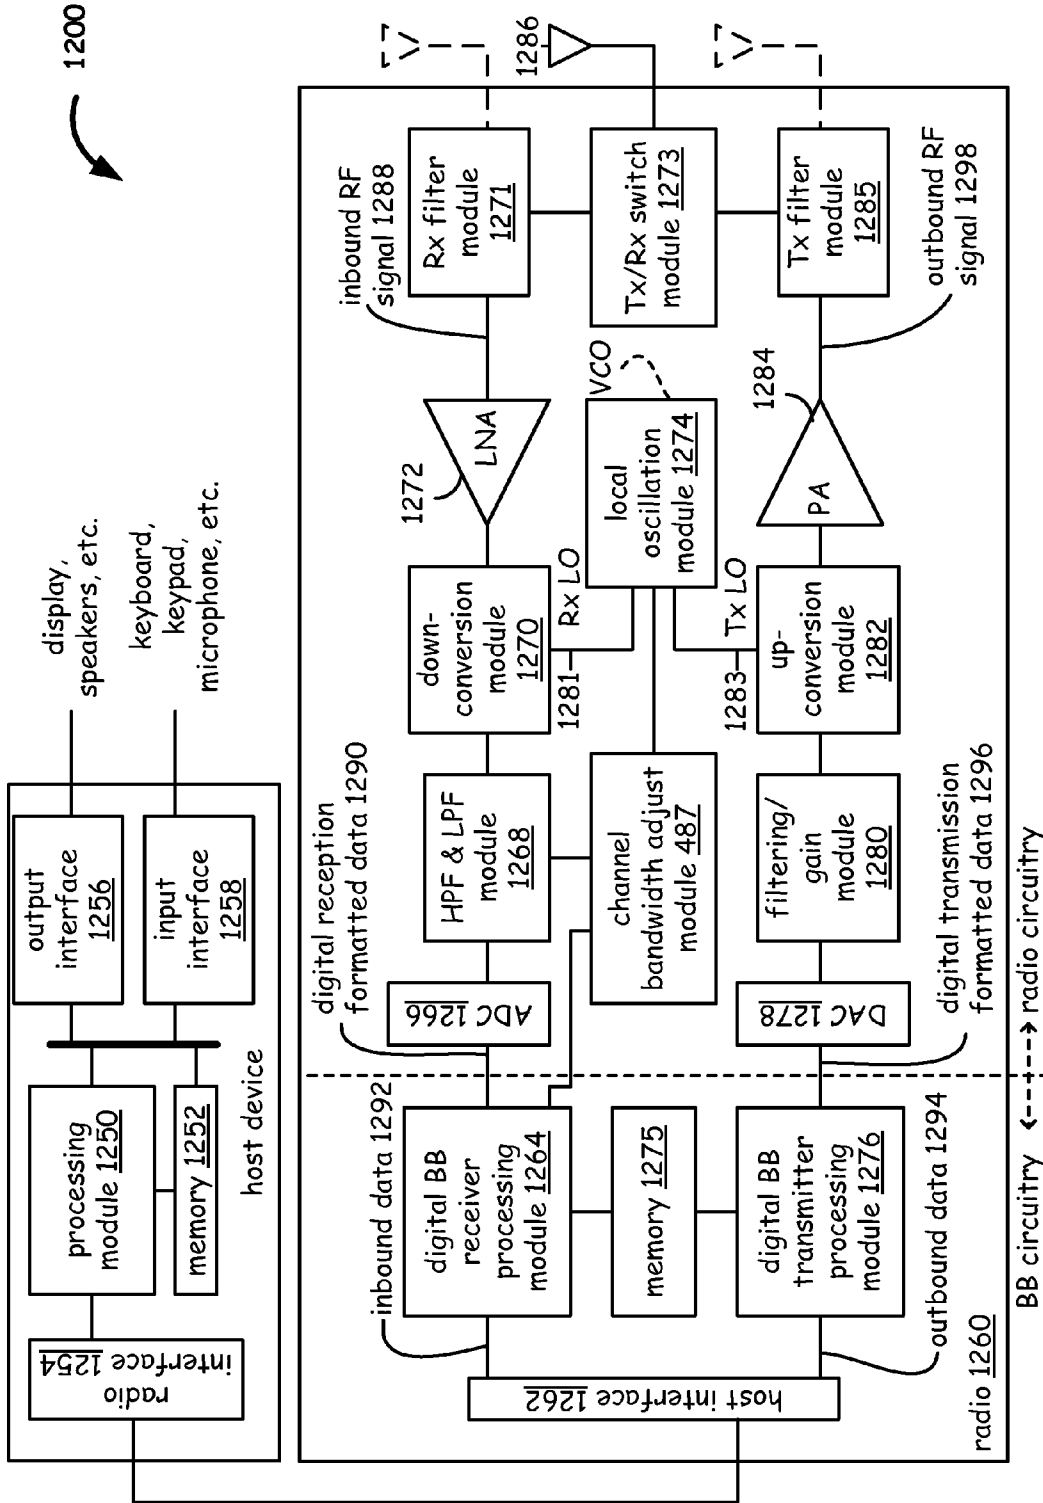 1200
display,
speakers, etc.
keyboard,
keypad,
microphone, etc.
output
interface
1256
input
interface
1258
processing
module 1250
memory 1252
radio
interface 1254
host device
1286
inbound RF
signal 1288
Rx filter
module
1271
Tx/Rx switch
module 1273
Tx filter
module
1285
outbound RF
signal 1298
1272
LNA
VCO
local
oscillation
module 1274
1284
PA
down-
conversion
module
1270
1281
Rx LO
1283
Tx LO
up-
conversion
module
1282
digital reception
formatted data 1290
HPF & LPF
module
1268
channel
bandwidth adjust
module 487
filtering/
gain
module
1280
digital transmission
formatted data 1296
ADC 1266
DAC 1278
inbound data 1292
digital BB
receiver
processing
module 1264
memory 1275
digital BB
transmitter
processing
module 1276
outbound data 1294
host interface 1262
radio 1260
BB circuitry
radio circuitry